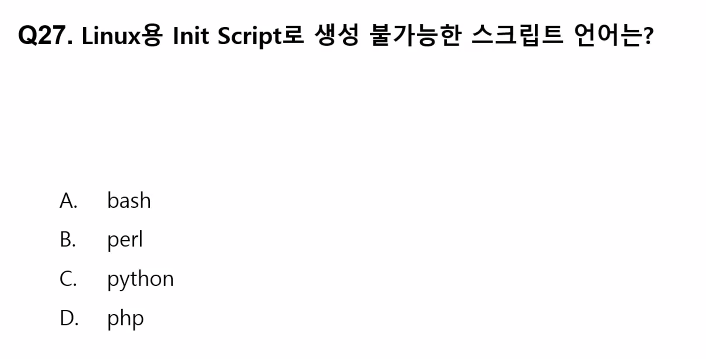 Q27. Linux용 Init Script로 생성 불가능한 스크립트 언어는?
A. bash
B. perl
C. python
D. php